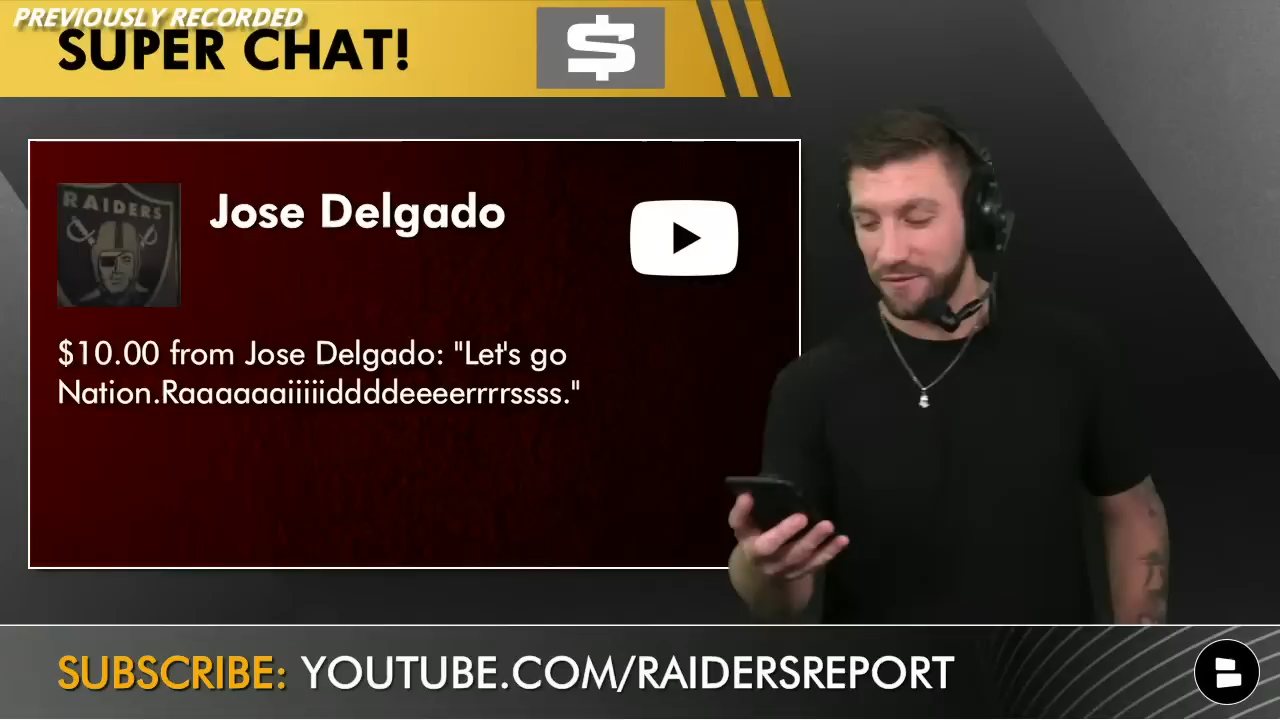 PREVIOUSLY RECORDED
SUPER CHAT!
$
RAIDERS
Jose Delgado
$10.00 from Jose Delgado: "Let's go
Nation.Raaaaaaiiiiiddddeeeerrrrssss."
SUBSCRIBE: YOUTUBE.COM/RAIDERSREPORT